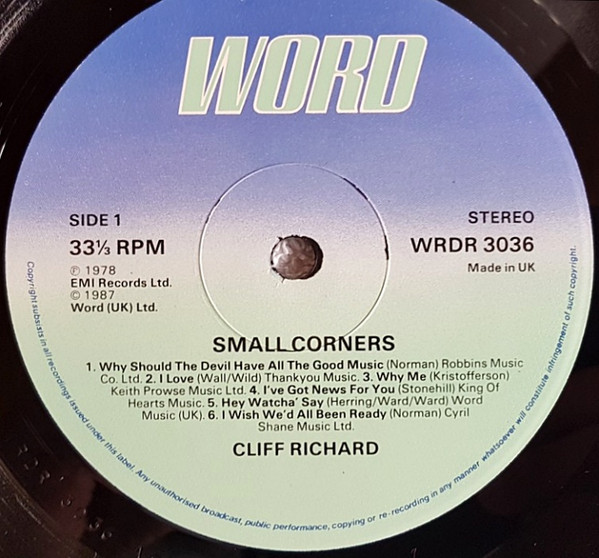 WORD
SIDE 1
STEREO
33⅓ RPM
WRDR 3036
℗ 1978
EMI Records Ltd.
© 1987
Word (UK) Ltd.
Made in UK
SMALL CORNERS
1. Why Should The Devil Have All The Good Music (Norman) Robbins Music
Co. Ltd. 2. I Love (Wall/Wild) Thankyou Music. 3. Why Me (Kristofferson)
Keith Prowse Music Ltd. 4. I've Got News For You (Stonehill) King Of
Hearts Music. 5. Hey Watcha' Say (Herring/Ward/Ward) Word
Music (UK). 6. I Wish We'd All Been Ready (Norman) Cyril
Shane Music Ltd.
CLIFF RICHARD
Copyright subsists in all recordings issued under this label. Any unauthorised broadcast, public performance, copying or re-recording in any manner whatsoever will constitute infringement of such copyright.